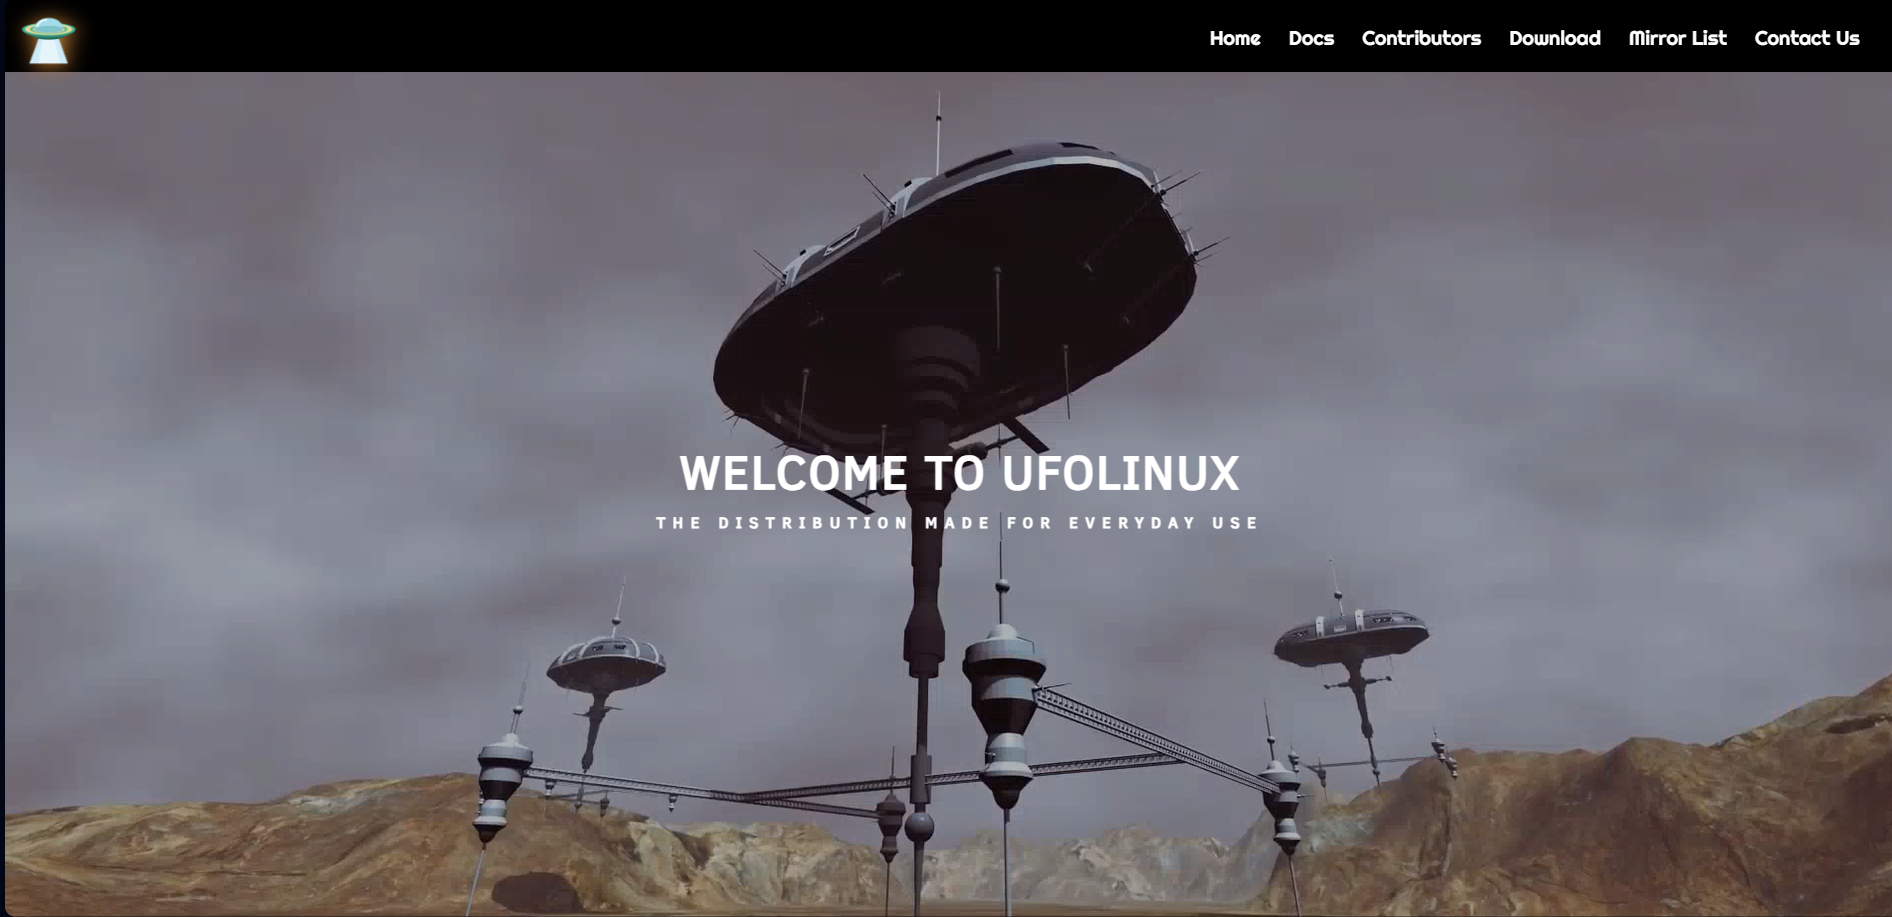 Home Docs Contributors Download Mirror List Contact Us
WELCOME TO UFOLINUX
THE DISTRIBUTION MADE FOR EVERYDAY USE